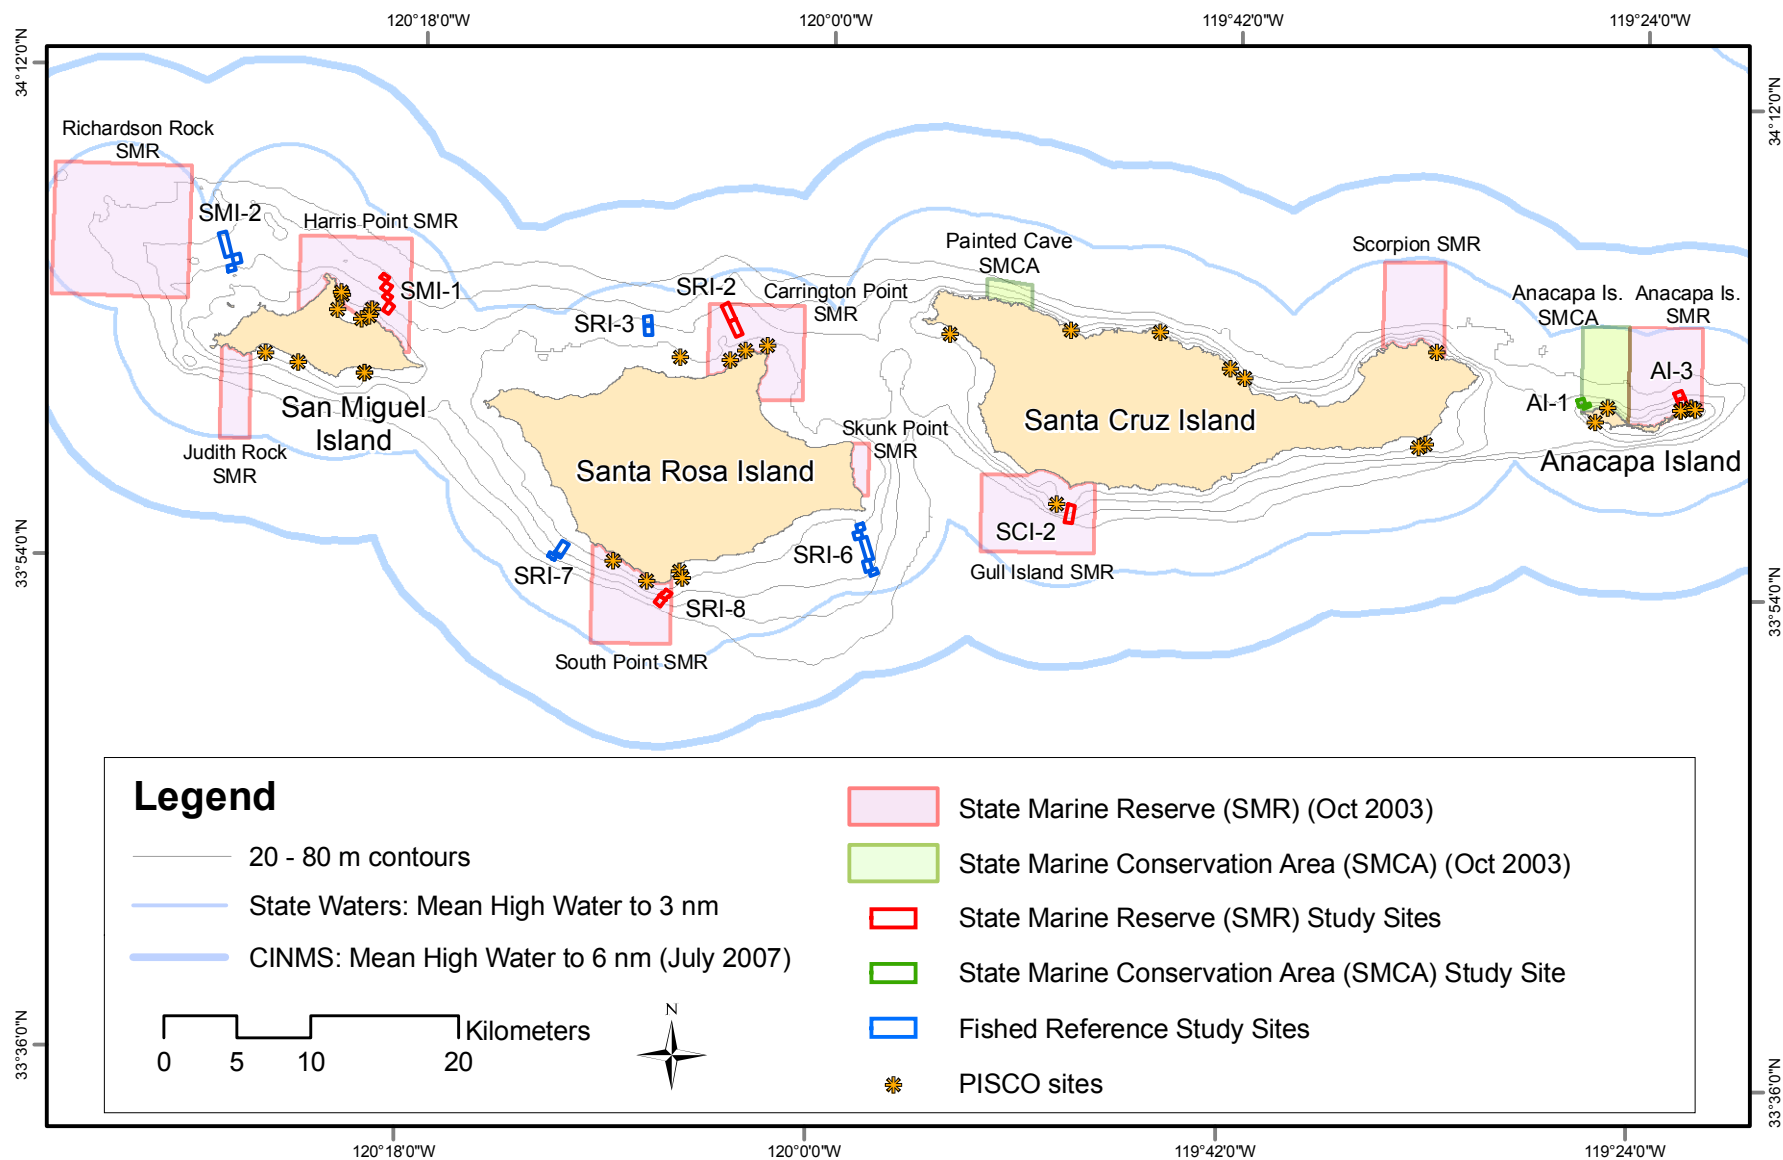 120°18'0"W
120°0'0"W
119°42'0"W
119°24'0"W
34°12'0"N
34°12'0"N
Richardson Rock
SMR
SMI-2
Harris Point SMR
SMI-1
Painted Cave
SMCA
Scorpion SMR
SRI-2
Carrington Point
SMR
SRI-3
Anacapa Is.
SMCA
Anacapa Is.
SMR
AI-3
AI-1
San Miguel
Island
Santa Cruz Island
Judith Rock
SMR
Skunk Point
SMR
Santa Rosa Island
Anacapa Island
SCI-2
Gull Island SMR
SRI-6
SRI-7
SRI-8
South Point SMR
33°54'0"N
33°54'0"N
Legend
20 - 80 m contours
State Waters: Mean High Water to 3 nm
CINMS: Mean High Water to 6 nm (July 2007)
Kilometers
0 5 10 20
N
State Marine Reserve (SMR) (Oct 2003)
State Marine Conservation Area (SMCA) (Oct 2003)
State Marine Reserve (SMR) Study Sites
State Marine Conservation Area (SMCA) Study Site
Fished Reference Study Sites
PISCO sites
33°36'0"N
33°36'0"N
120°18'0"W
120°0'0"W
119°42'0"W
119°24'0"W